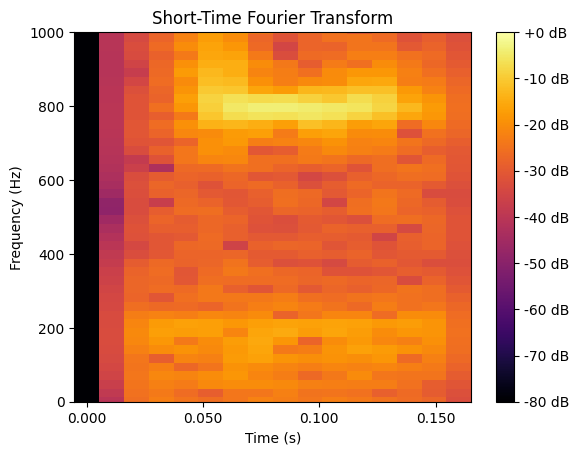 Short-Time Fourier Transform
1000
800
600
400
200
0
Frequency (Hz)
0.000
0.050
0.100
0.150
Time (s)
+0 dB
-10 dB
-20 dB
-30 dB
-40 dB
-50 dB
-60 dB
-70 dB
-80 dB